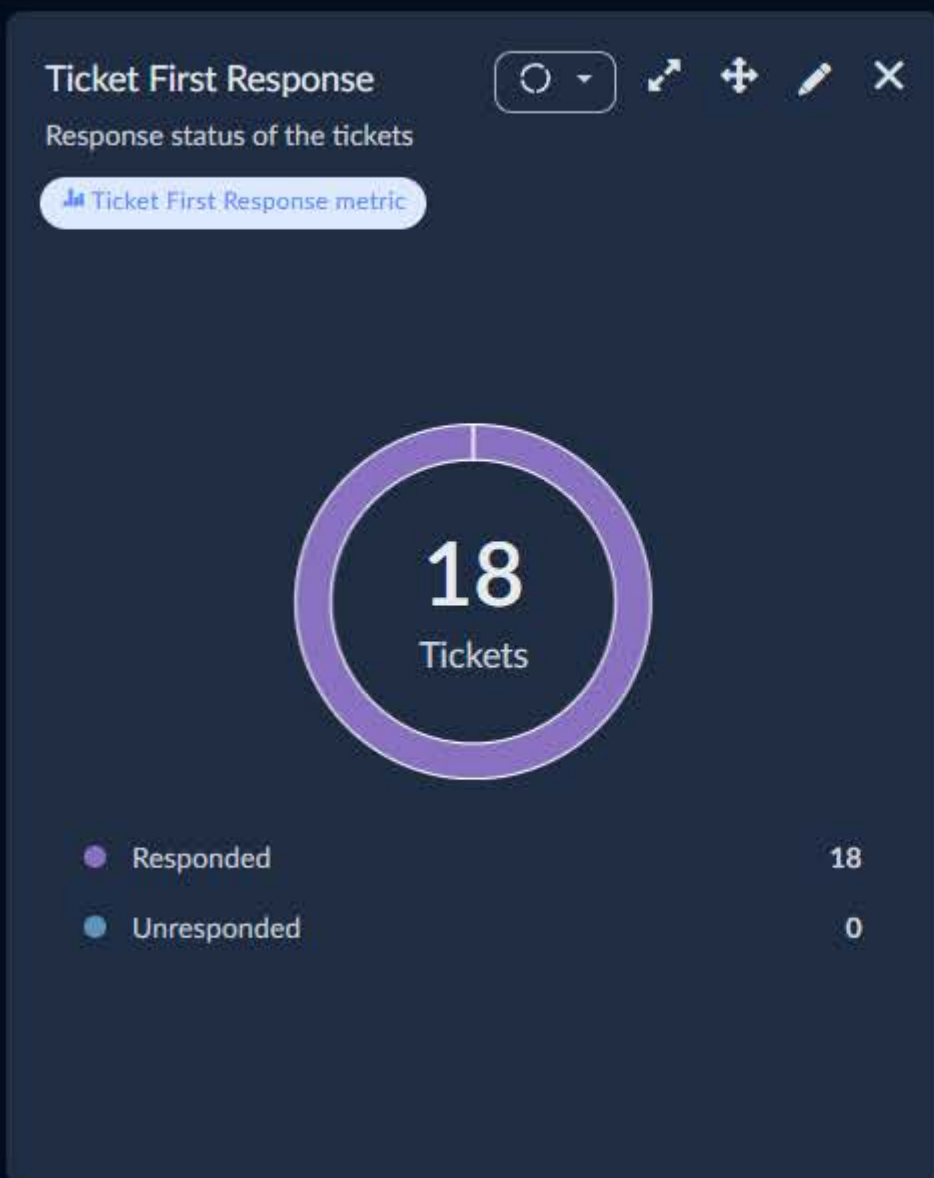 Ticket First Response
Response status of the tickets
Ticket First Response metric
18
Tickets
Responded 18
Unresponded 0